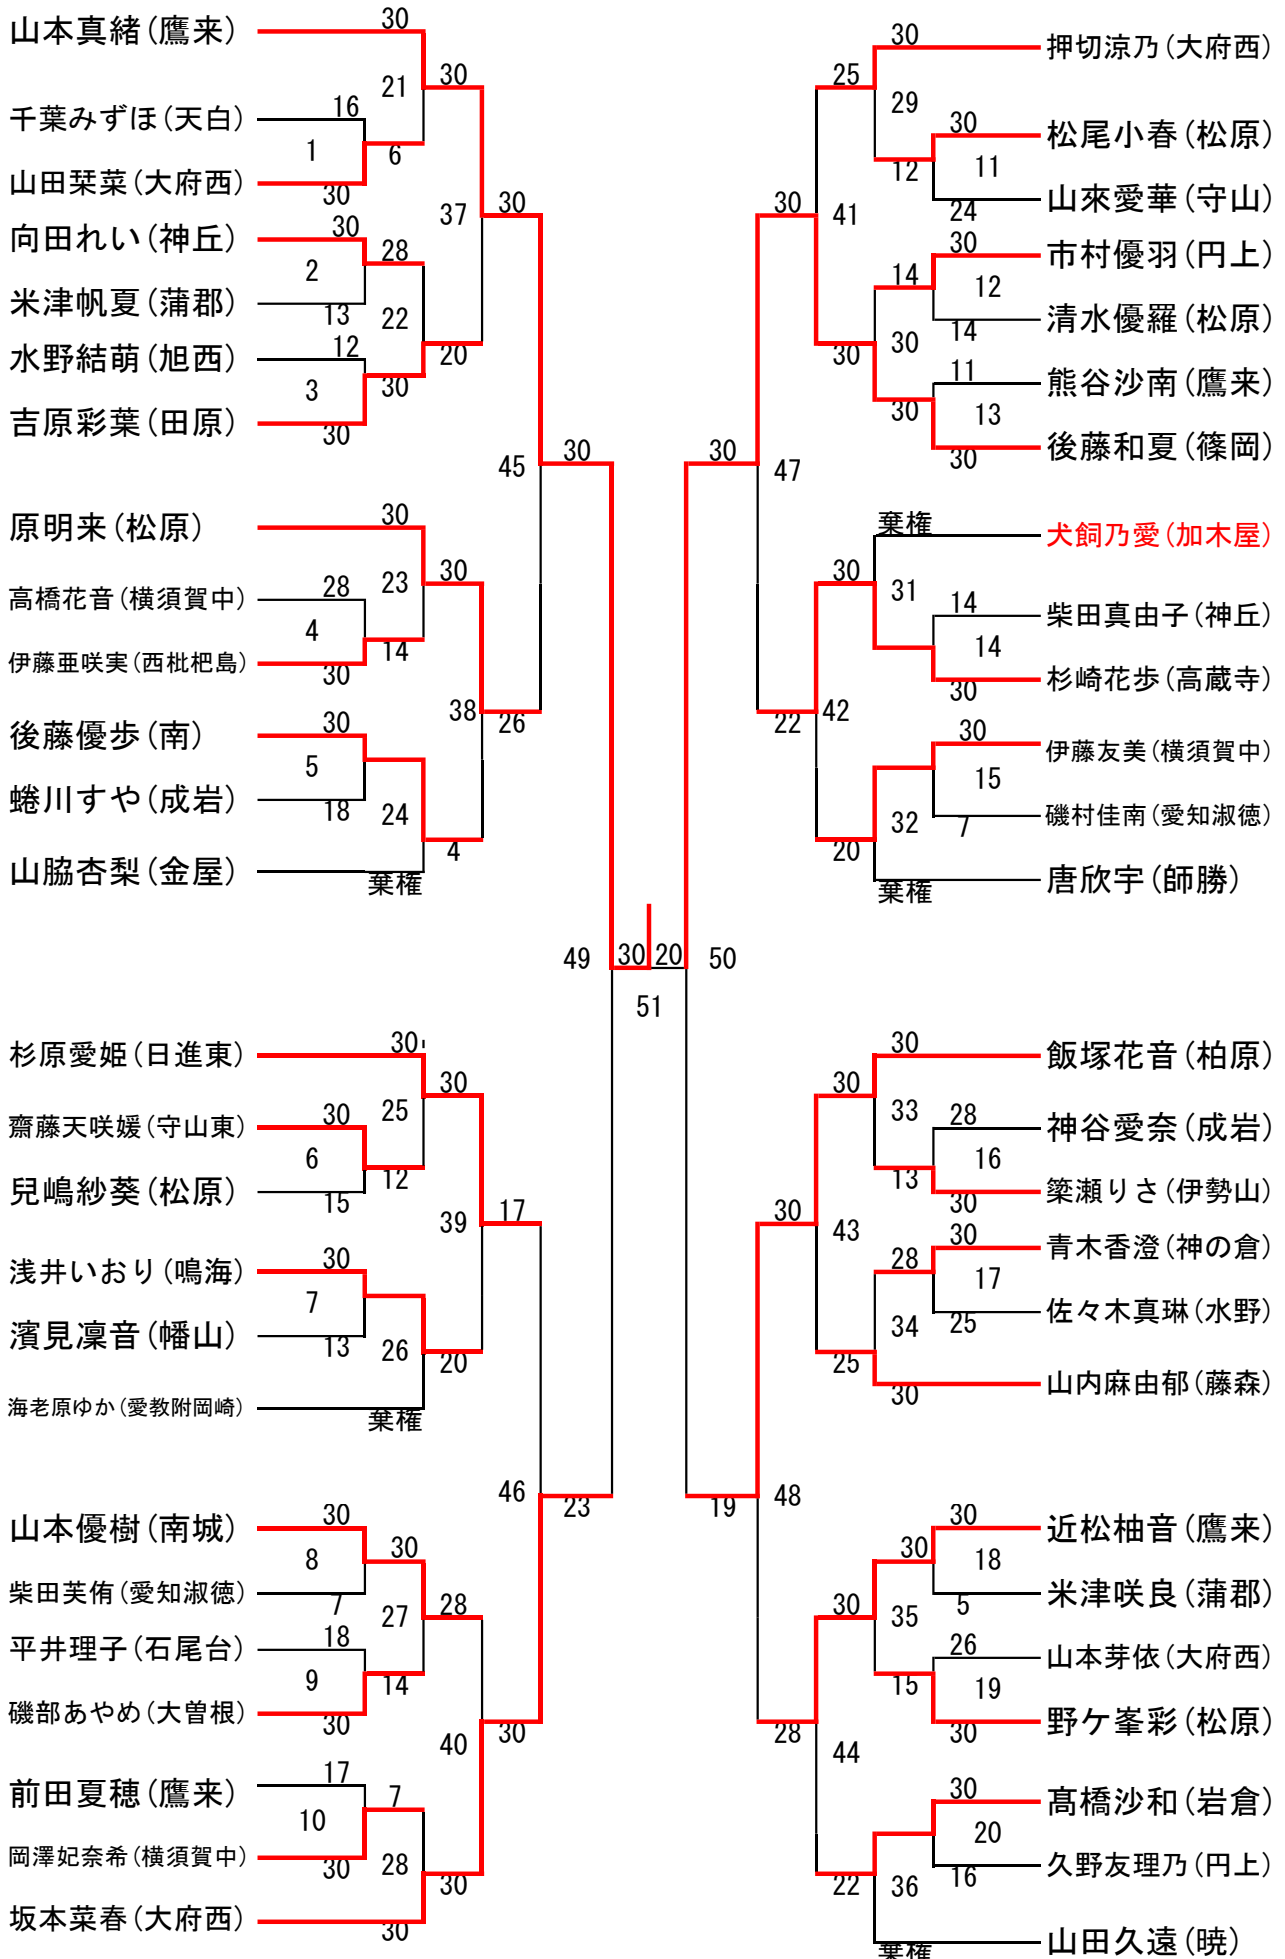 山本真緒(鷹来)
30
21
30
千葉みずほ(天白)
16
1
6
山田栞菜(大府西)
30
37
30
向田れい(神丘)
30
2
28
米津帆夏(蒲郡)
13
22
20
水野結萌(旭西)
12
3
30
吉原彩葉(田原)
30
45
30
原明来(松原)
30
23
30
高橋花音(横須賀中)
28
4
14
伊藤亜咲実(西枇杷島)
30
38
26
後藤優歩(南)
30
5
蜷川すや(成岩)
18
24
4
山脇杏梨(金屋)
棄権
49
30
20
50
51
杉原愛姫(日進東)
30
25
30
齋藤天咲媛(守山東)
30
6
12
兒嶋紗葵(松原)
15
39
17
浅井いおり(鳴海)
30
7
濱見凜音(幡山)
13
26
20
海老原ゆか(愛教附岡崎)
棄権
46
23
山本優樹(南城)
30
8
30
柴田芙侑(愛知淑徳)
7
27
28
平井理子(石尾台)
18
9
14
磯部あやめ(大曽根)
30
40
30
前田夏穂(鷹来)
17
10
7
岡澤妃奈希(横須賀中)
30
28
30
坂本菜春(大府西)
30
押切涼乃(大府西)
30
25
29
松尾小春(松原)
30
11
12
山來愛華(守山)
24
30
41
市村優羽(円上)
30
12
14
清水優羅(松原)
14
30
30
熊谷沙南(鷹来)
11
13
30
後藤和夏(篠岡)
30
30
47
犬飼乃愛(加木屋)
棄権
30
31
柴田真由子(神丘)
14
14
杉崎花歩(高蔵寺)
30
22
42
伊藤友美(横須賀中)
30
15
磯村佳南(愛知淑徳)
7
32
20
唐欣宇(師勝)
棄権
飯塚花音(柏原)
30
30
33
神谷愛奈(成岩)
28
16
13
簗瀬りさ(伊勢山)
30
30
43
青木香澄(神の倉)
30
17
28
佐々木真琳(水野)
25
34
25
山内麻由郁(藤森)
30
19
48
近松柚音(鷹来)
30
18
30
米津咲良(蒲郡)
5
30
35
山本芽依(大府西)
26
19
15
野ケ峯彩(松原)
30
28
44
髙橋沙和(岩倉)
30
20
久野友理乃(円上)
16
22
36
山田久遠(暁)
棄権